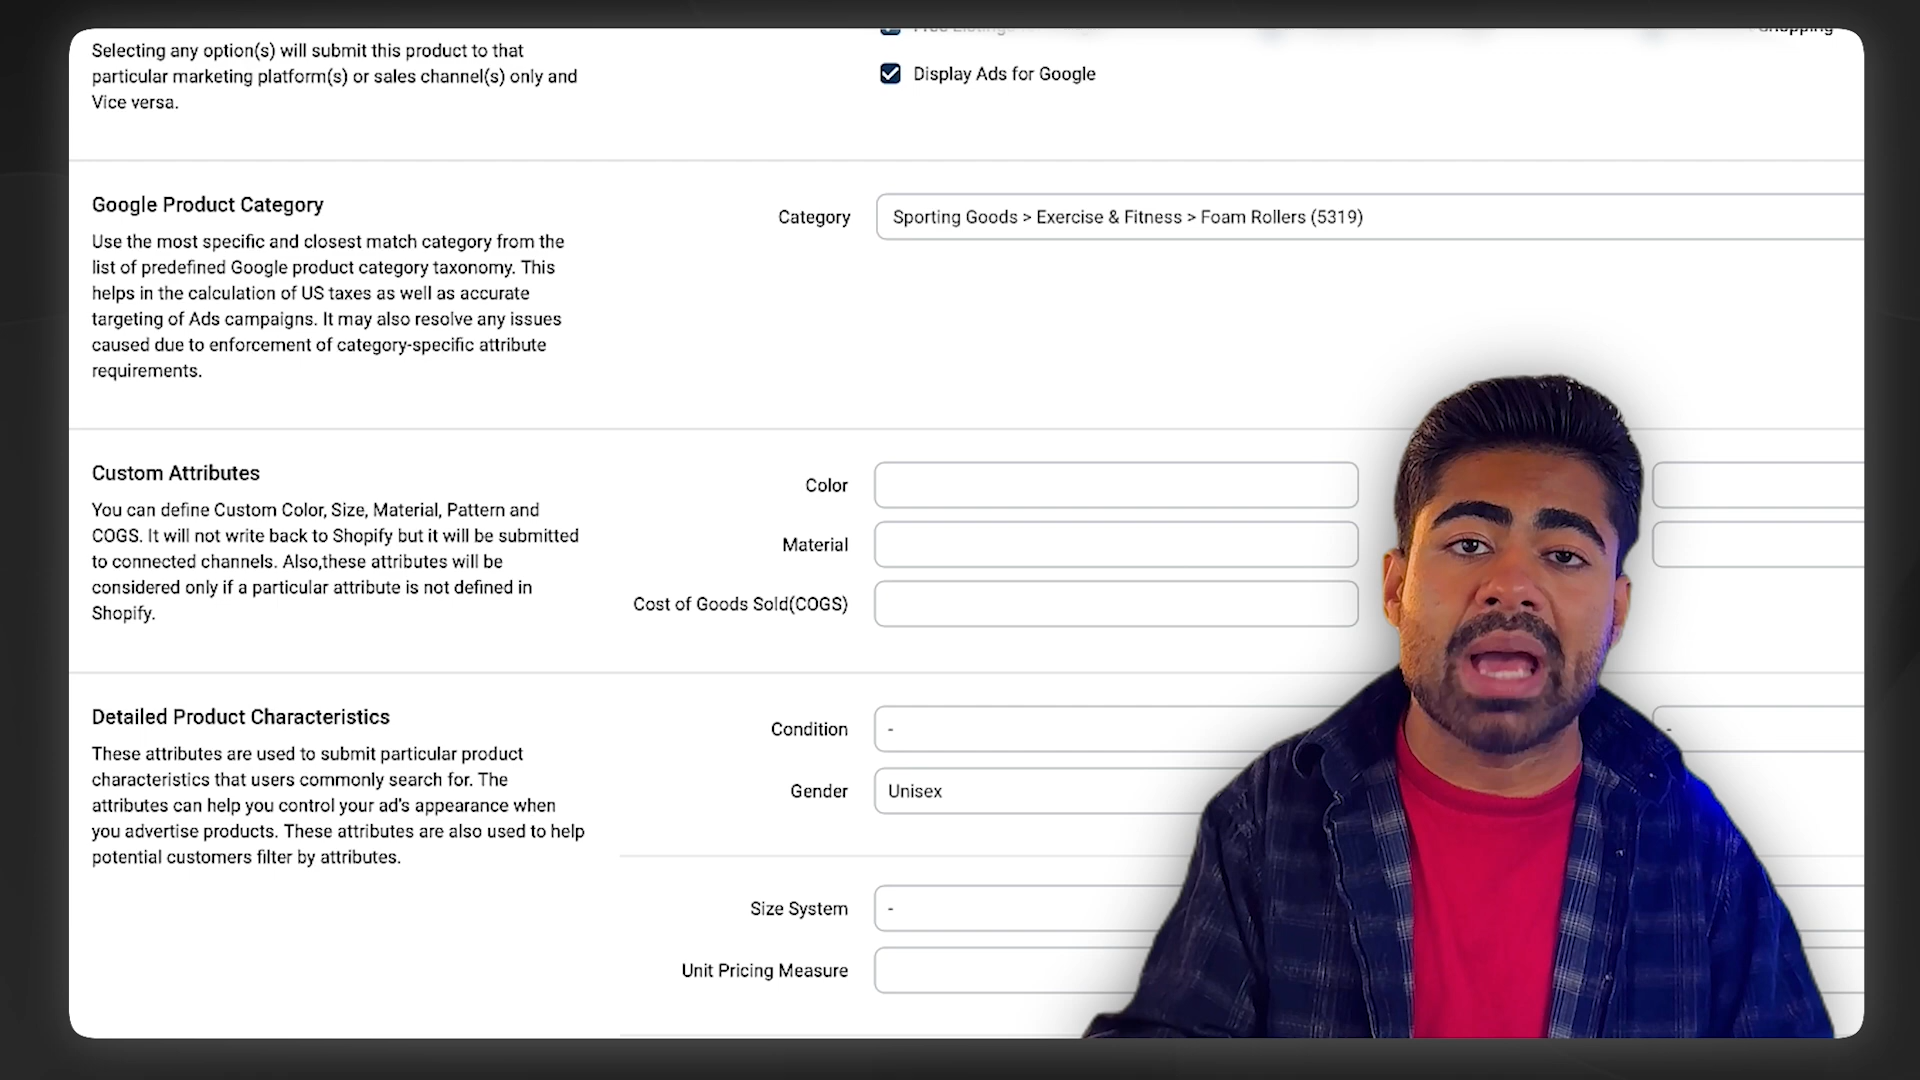 Selecting any option(s) will submit this product to that
particular marketing platform(s) or sales channel(s) only and
Vice versa.
Display Ads for Google
Google Product Category
Use the most specific and closest match category from the
list of predefined Google product category taxonomy. This
helps in the calculation of US taxes as well as accurate
targeting of Ads campaigns. It may also resolve any issues
caused due to enforcement of category-specific attribute
requirements.
Category
Sporting Goods > Exercise & Fitness > Foam Rollers (5319)
Custom Attributes
You can define Custom Color, Size, Material, Pattern and
COGS. It will not write back to Shopify but it will be submitted
to connected channels. Also,these attributes will be
considered only if a particular attribute is not defined in
Shopify.
Color
Material
Cost of Goods Sold(COGS)
Detailed Product Characteristics
These attributes are used to submit particular product
characteristics that users commonly search for. The
attributes can help you control your ad's appearance when
you advertise products. These attributes are also used to help
potential customers filter by attributes.
Condition
-
-
Gender
Unisex
Size System
-
Unit Pricing Measure